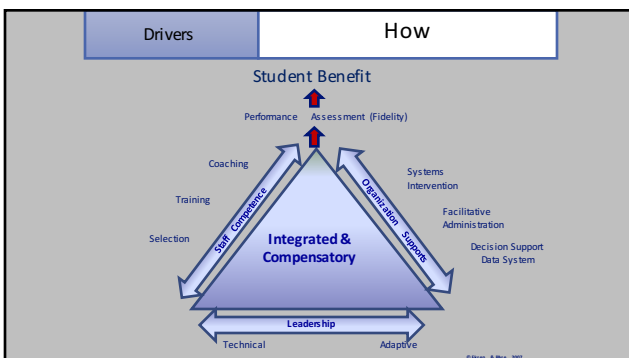 Drivers
How
Student Benefit
Performance Assessment (Fidelity)
Coaching
Training
Selection
Staff Competence
Organization Supports
Systems
Intervention
Facilitative
Administration
Decision Support
Data System
Integrated &
Compensatory
Leadership
Technical
Adaptive